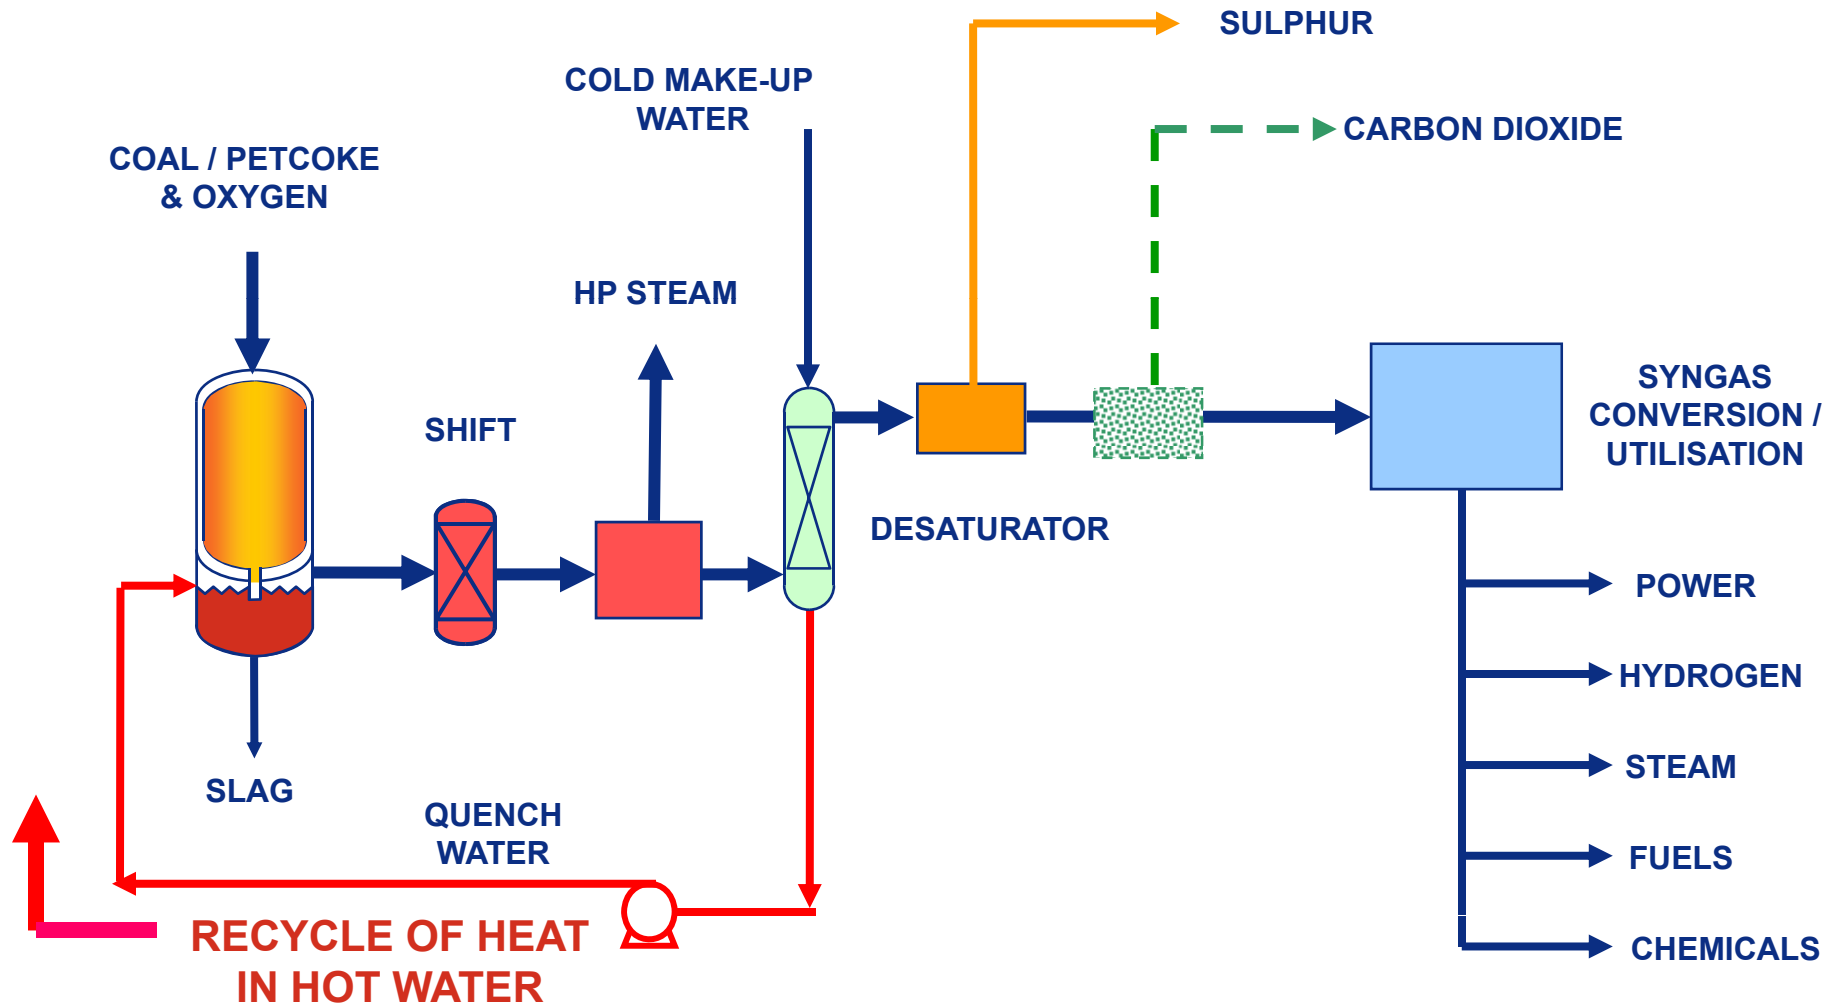 SULPHUR
COLD MAKE-UP
WATER
CARBON DIOXIDE
COAL / PETCOKE
& OXYGEN
HP STEAM
SHIFT
SYNGAS
CONVERSION /
UTILISATION
DESATURATOR
POWER
HYDROGEN
STEAM
SLAG
QUENCH
WATER
FUELS
RECYCLE OF HEAT
IN HOT WATER
CHEMICALS